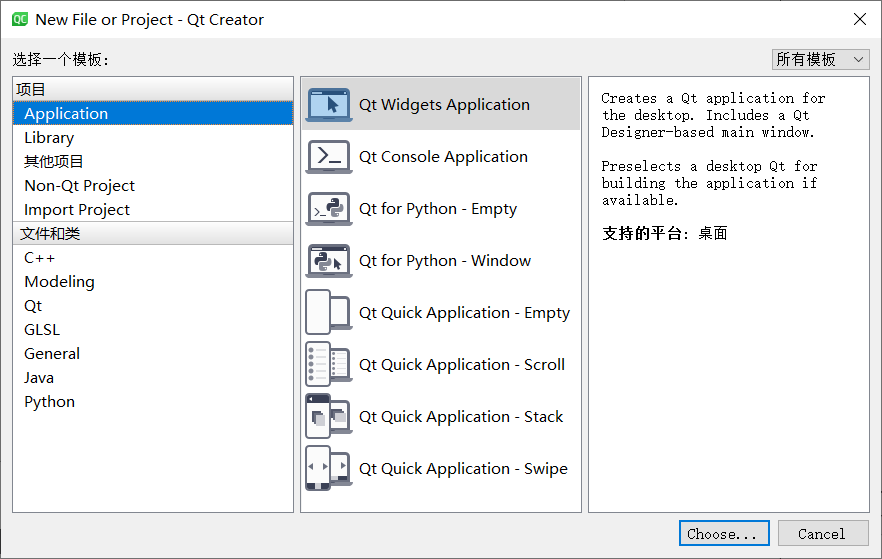 New File or Project - Qt Creator
选择一个模板：
所有模板
项目
Application
Library
其他项目
Non-Qt Project
Import Project
文件和类
C++
Modeling
Qt
GLSL
General
Java
Python
Qt Widgets Application
Qt Console Application
Qt for Python - Empty
Qt for Python - Window
Qt Quick Application - Empty
Qt Quick Application - Scroll
Qt Quick Application - Stack
Qt Quick Application - Swipe
Creates a Qt application for
the desktop. Includes a Qt
Designer-based main window.
Preselects a desktop Qt for
building the application if
available.
支持的平台: 桌面
Choose...
Cancel